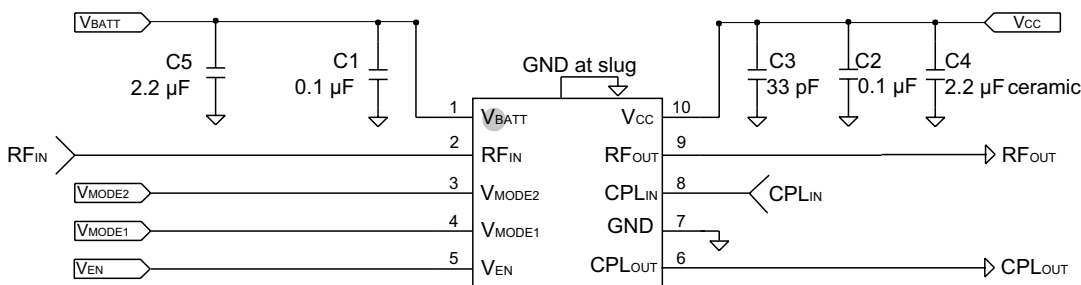 VBATT
VCC
C5
2.2 µF
C1
0.1 µF
GND at slug
C3
33 pF
C2
0.1 µF
C4
2.2 µF ceramic
1 VBATT VCC 10
RFIN 2 RFIN RFOUT 9 RFOUT
VMODE2 3 VMODE2 CPLIN 8 CPLIN
VMODE1 4 VMODE1 GND 7
VEN 5 VEN CPLOUT 6 CPLOUT